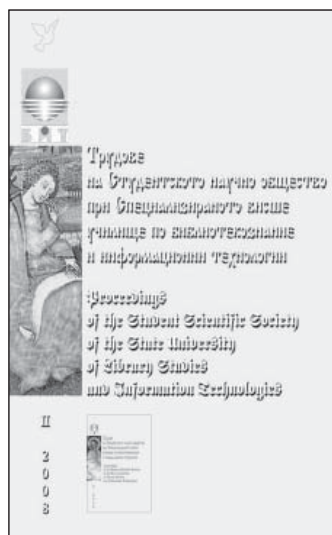 Трудове
на Студентското научно общество
при Специализираното висше
училище по библиотекознание
и информационни технологии
Proceedings
of the Student Scientific Society
of the State University
of Library Studies
and Information Technologies
II
2
0
0
8